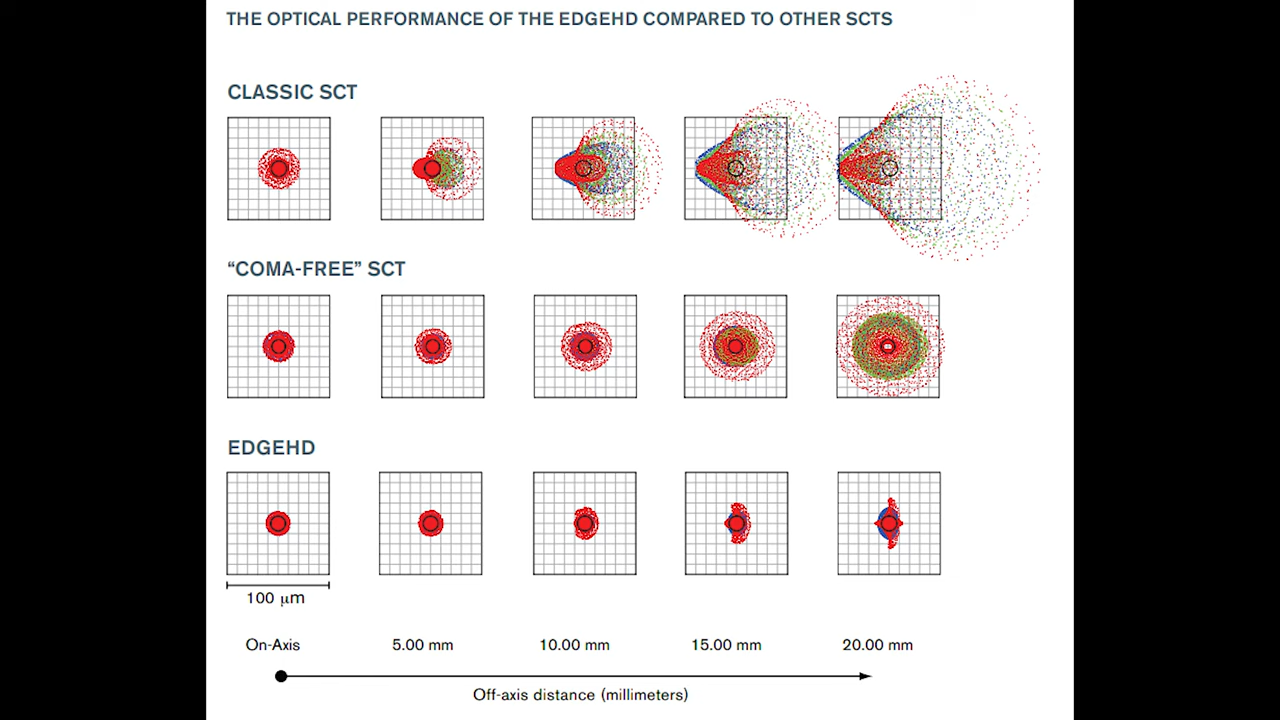 THE OPTICAL PERFORMANCE OF THE EDGEHD COMPARED TO OTHER SCTS
CLASSIC SCT
“COMA-FREE” SCT
EDGEHD
100 μm
On-Axis 5.00 mm 10.00 mm 15.00 mm 20.00 mm
Off-axis distance (millimeters)